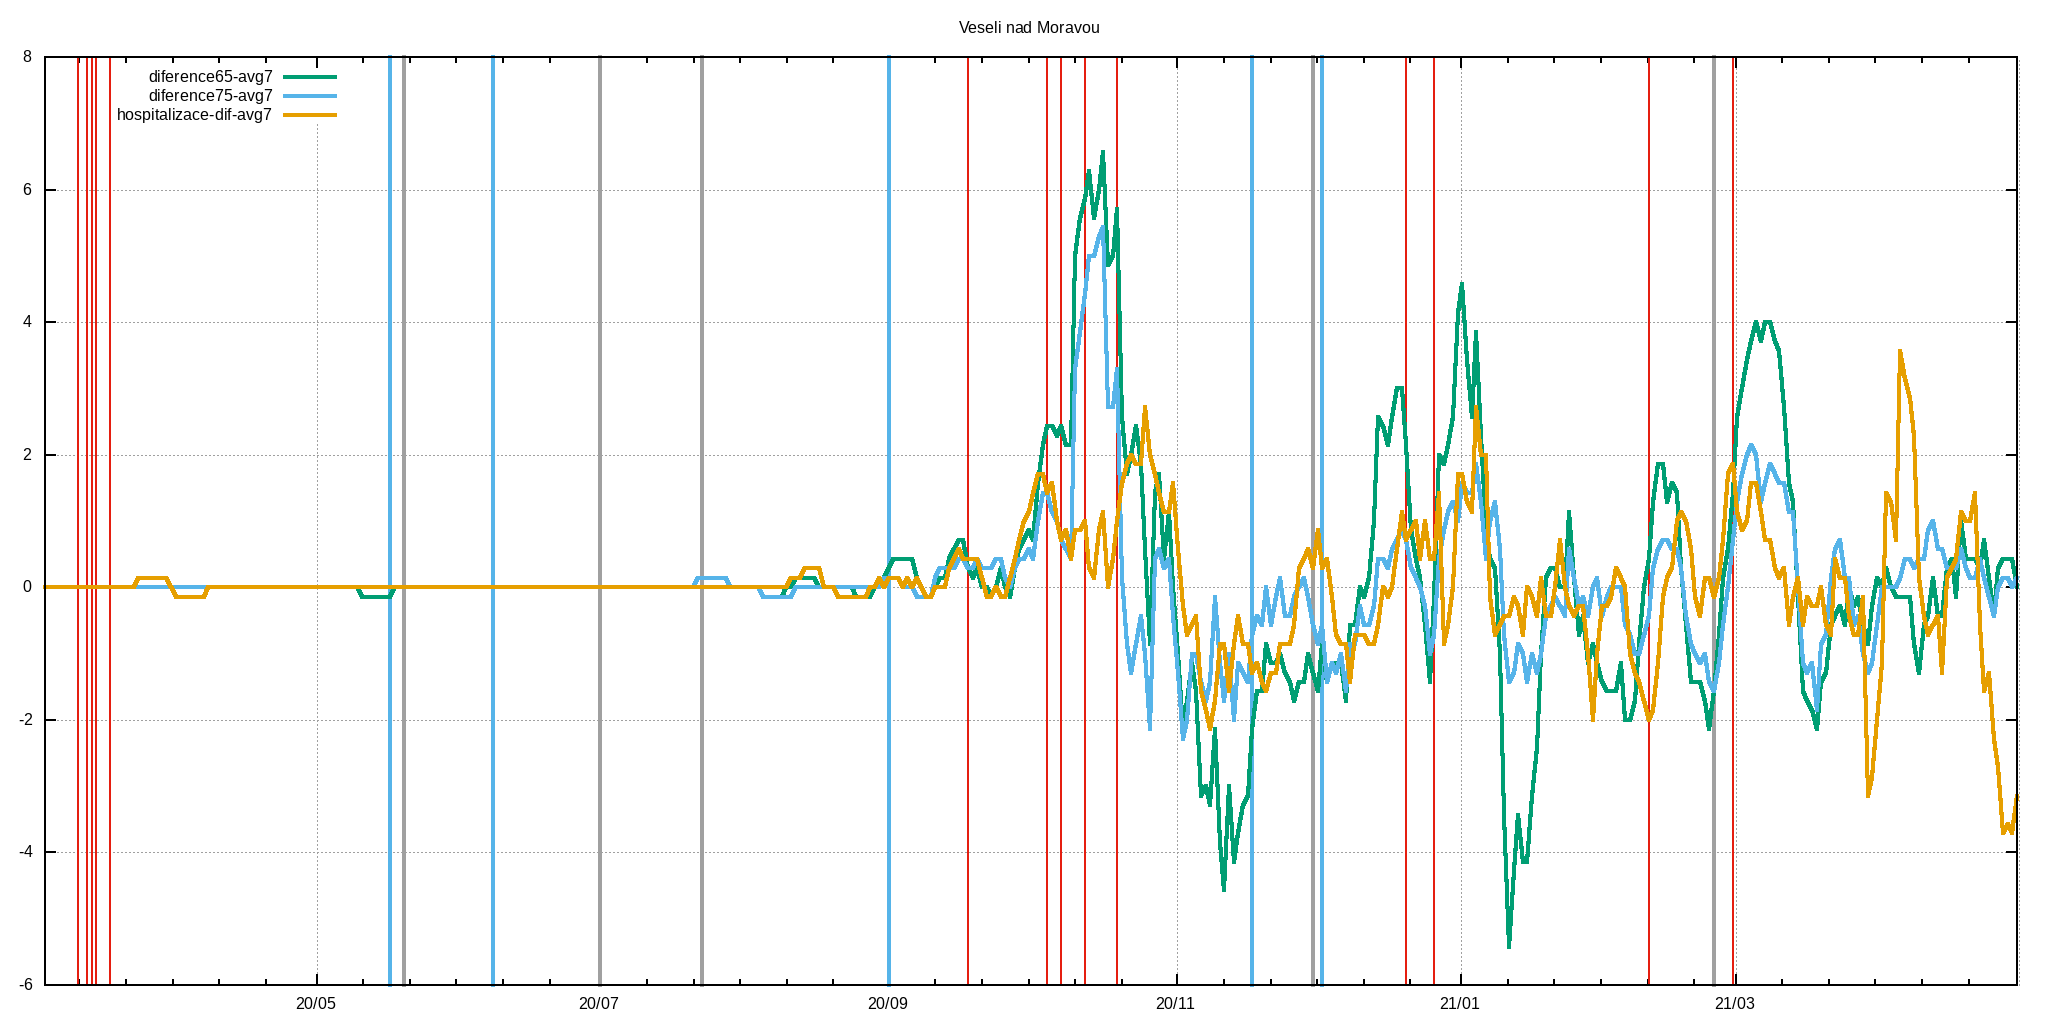 Veseli nad Moravou
diference65-avg7
diference75-avg7
hospitalizace-dif-avg7
8
6
4
2
0
-2
-4
-6
20/05 20/07 20/09 20/11 21/01 21/03